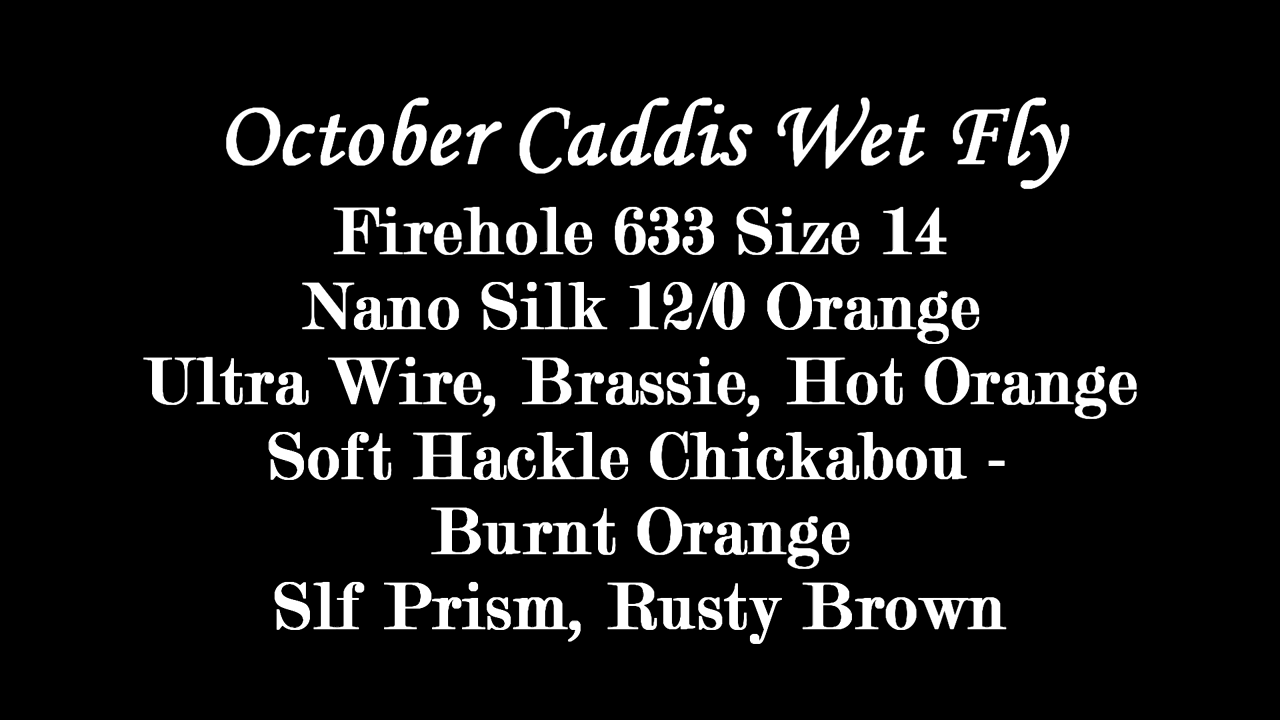 October Caddis Wet Fly
Firehole 633 Size 14
Nano Silk 12/0 Orange
Ultra Wire, Brassie, Hot Orange
Soft Hackle Chickabou -
Burnt Orange
Slf Prism, Rusty Brown